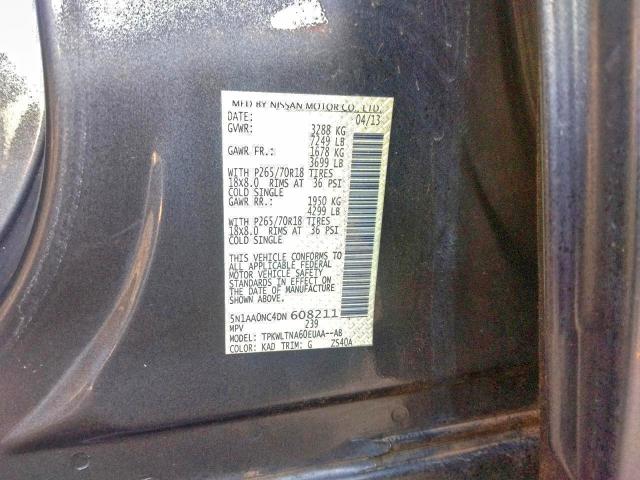 MFD BY NISSAN MOTOR CO., LTD.
DATE: 04/13
GVWR: 3288 KG
7249 LB
GAWR FR.: 1678 KG
3699 LB
WITH P265/70R18 TIRES
18x8.0 RIMS AT 36 PSI
COLD SINGLE
GAWR RR.: 1950 KG
4299 LB
WITH P265/70R18 TIRES
18x8.0 RIMS AT 36 PSI
COLD SINGLE
THIS VEHICLE CONFORMS TO
ALL APPLICABLE FEDERAL
MOTOR VEHICLE SAFETY
STANDARDS IN EFFECT ON
THE DATE OF MANUFACTURE
SHOWN ABOVE.
5N1AA0NC4DN608211
MPV 239
MODEL: TPKWLTNA60EUAA--AB
COLOR: KAD TRIM: G ZS40A